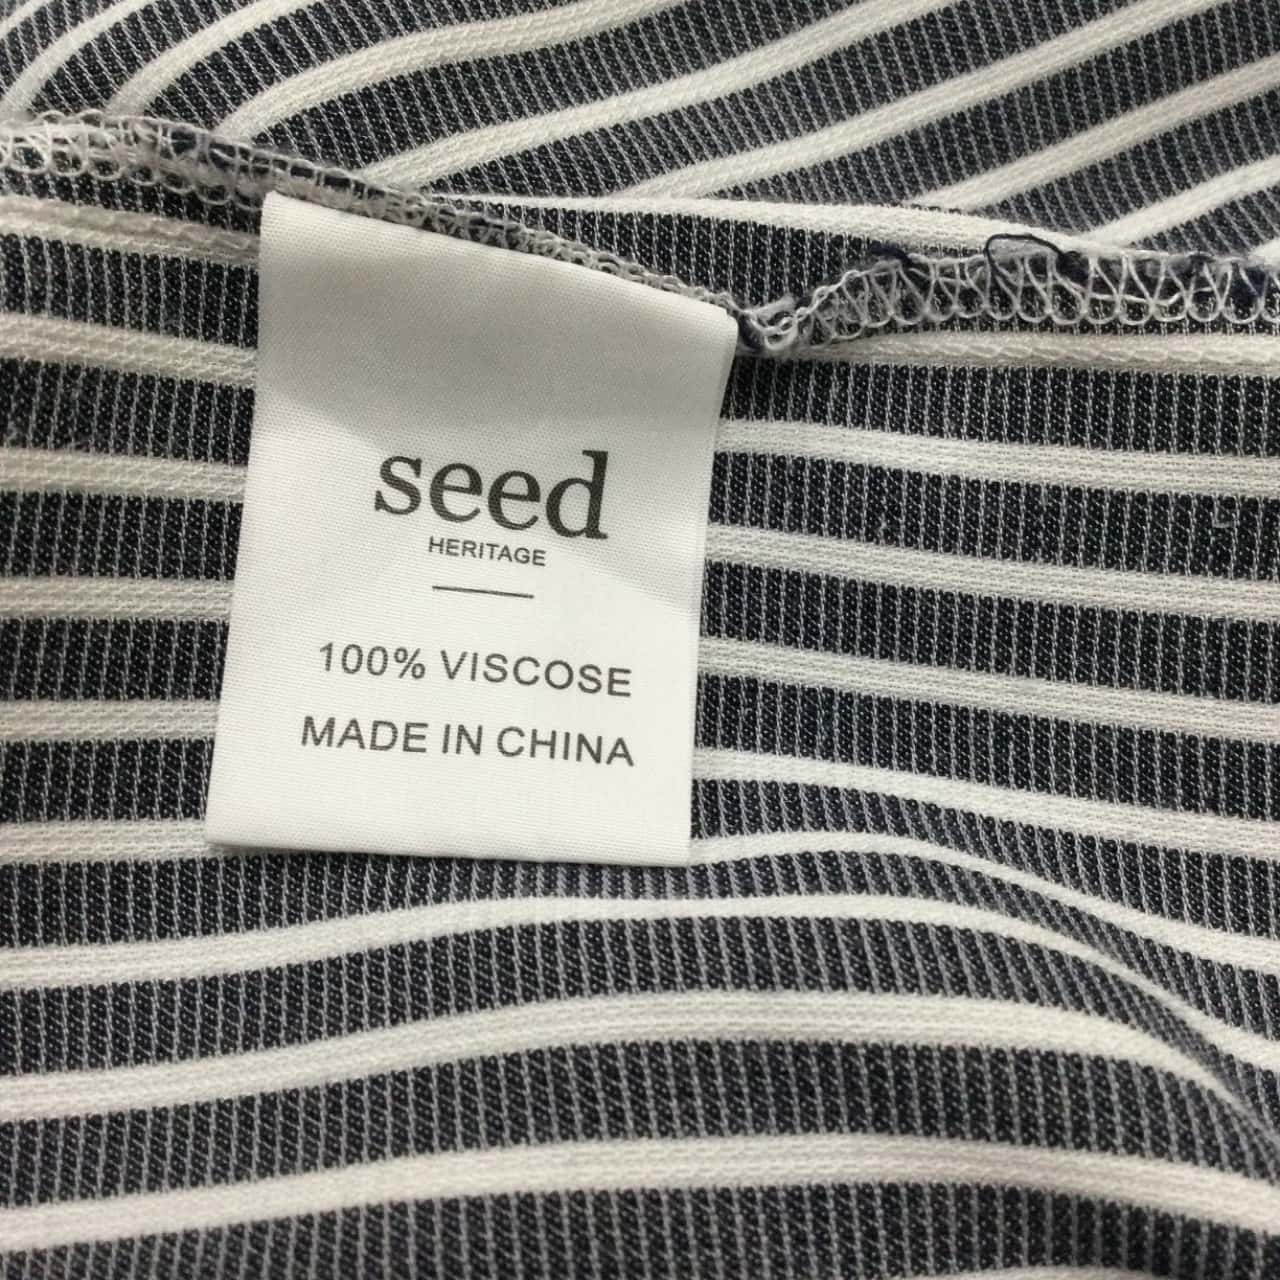 seed
HERITAGE
100% VISCOSE
MADE IN CHINA